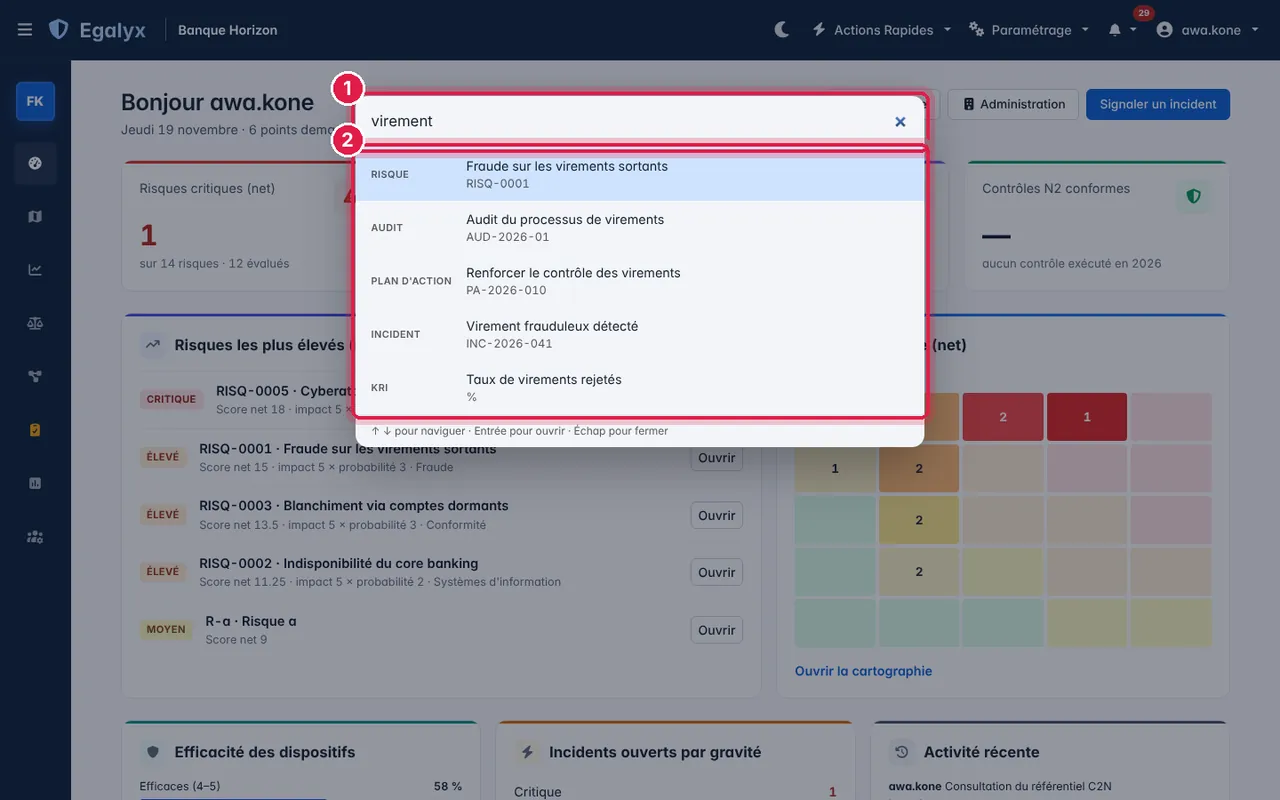 Egalyx
Banque Horizon
Actions Rapides
Paramétrage
29
awa.kone
FK
Bonjour awa.kone
Jeudi 19 novembre · 6 points
Administration
Signaler un incident
1
virement
2
RISQUE
Fraude sur les virements sortants
RISQ-0001
AUDIT
Audit du processus de virements
AUD-2026-01
PLAN D'ACTION
Renforcer le contrôle des virements
PA-2026-010
INCIDENT
Virement frauduleux détecté
INC-2026-041
KRI
Taux de virements rejetés
%
↑ ↓ pour naviguer · Entrée pour ouvrir · Échap pour fermer
Risques critiques (net)
1
sur 14 risques · 12 évalués
Contrôles N2 conformes
—
aucun contrôle exécuté en 2026
Risques les plus élevés
CRITIQUE
RISQ-0005 ·
Score net 18 · impact 5 ×
ÉLEVÉ
RISQ-0001 · Fraude sur les virements sortants
Score net 15 · impact 5 × probabilité 3 · Fraude
Ouvrir
ÉLEVÉ
RISQ-0003 · Blanchiment via comptes dormants
Score net 13.5 · impact 5 × probabilité 3 · Conformité
Ouvrir
ÉLEVÉ
RISQ-0002 · Indisponibilité du core banking
Score net 11.25 · impact 5 × probabilité 2 · Systèmes d'information
Ouvrir
MOYEN
R-a · Risque a
Score net 9
Ouvrir
(net)
2 1
1 2
2
2
Ouvrir la cartographie
Efficacité des dispositifs
Efficaces (4–5) 58 %
Incidents ouverts par gravité
Critique 1
Activité récente
awa.kone Consultation du référentiel C2N